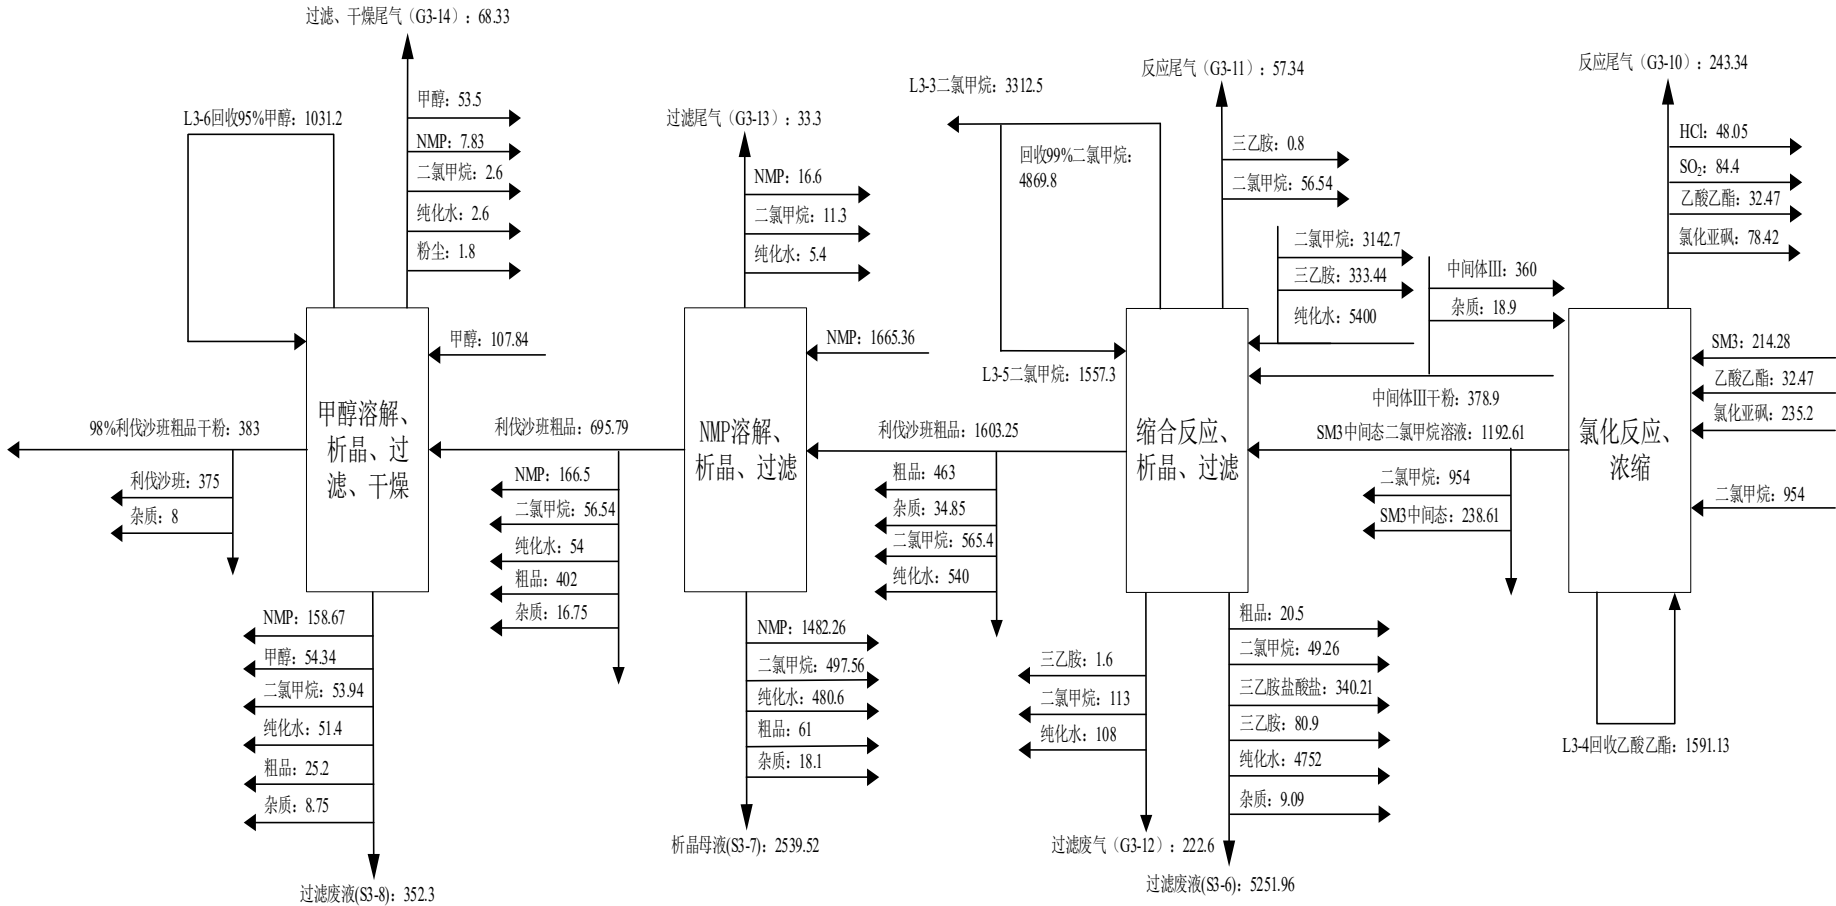 过滤、干燥尾气（G3-14）: 68.33
甲醇: 53.5
NMP: 7.83
二氯甲烷: 2.6
纯化水: 2.6
粉尘: 1.8
L3-6回收95%甲醇: 1031.2
甲醇: 107.84
甲醇溶解、
析品、过
滤、干燥
98%利伐沙班粗品干粉: 383
利伐沙班: 375
杂质: 8
NMP: 158.67
甲醇: 54.34
二氯甲烷: 53.94
纯化水: 51.4
粗品: 25.2
杂质: 8.75
过滤废液(S3-8): 352.3
过滤尾气（G3-13）: 33.3
NMP: 16.6
二氯甲烷: 11.3
纯化水: 5.4
NMP: 1665.36
NMP溶解、
析晶、过滤
利伐沙班粗品: 695.79
NMP: 166.5
二氯甲烷: 56.54
纯化水: 54
粗品: 402
杂质: 16.75
NMP: 1482.26
二氯甲烷: 497.56
纯化水: 480.6
粗品: 61
杂质: 18.1
析晶母液(S3-7): 2539.52
L3-3二氯甲烷: 3312.5
回收99%二氯甲烷:
4869.8
L3-5二氯甲烷: 1557.3
反应尾气（G3-11）: 57.34
三乙胺: 0.8
二氯甲烷: 56.54
二氯甲烷: 3142.7
三乙胺: 333.44
纯化水: 5400
中间体III: 360
杂质: 18.9
中间体III干粉: 378.9
缩合反应、
析晶、过滤
利伐沙班粗品: 1603.25
粗品: 463
杂质: 34.85
二氯甲烷: 565.4
纯化水: 540
三乙胺: 1.6
二氯甲烷: 113
纯化水: 108
过滤废气（G3-12）: 222.6
粗品: 20.5
二氯甲烷: 49.26
三乙胺盐酸盐: 340.21
三乙胺: 80.9
纯化水: 4752
杂质: 9.09
过滤废液(S3-6): 5251.96
反应尾气（G3-10）: 243.34
HCl: 48.05
SO₂: 84.4
乙酸乙酯: 32.47
氯化亚砜: 78.42
SM3: 214.28
乙酸乙酯: 32.47
氯化亚砜: 235.2
二氯甲烷: 954
氯化反应、
浓缩
SM3中间态二氯甲烷溶液: 1192.61
二氯甲烷: 954
SM3中间态: 238.61
L3-4回收乙酸乙酯: 1591.13